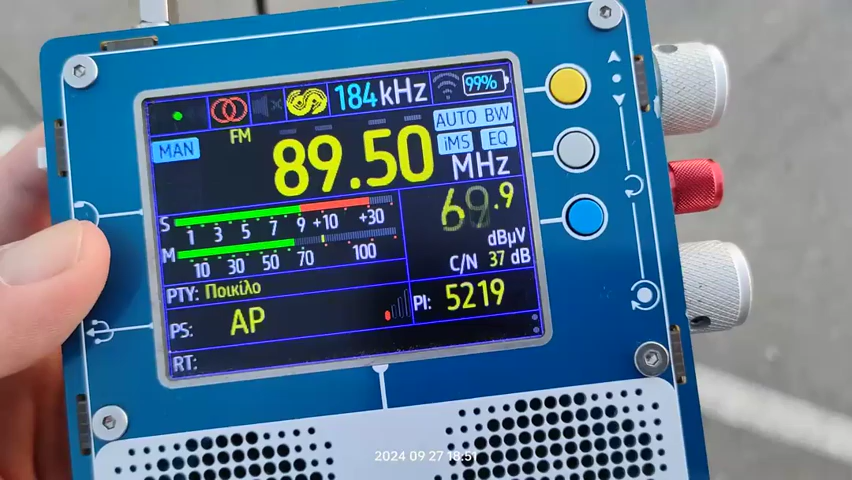 184 kHz 99%
FM
MAN 89.50 AUTO BW
iMS EQ
MHz
S 1 3 5 7 9 +10 +30
M 10 30 50 70 100
.9
dBµV
C/N 37 dB
PTY: Ποικίλο
PS: AP PI: 5219
RT:
2024 09 27 18:51